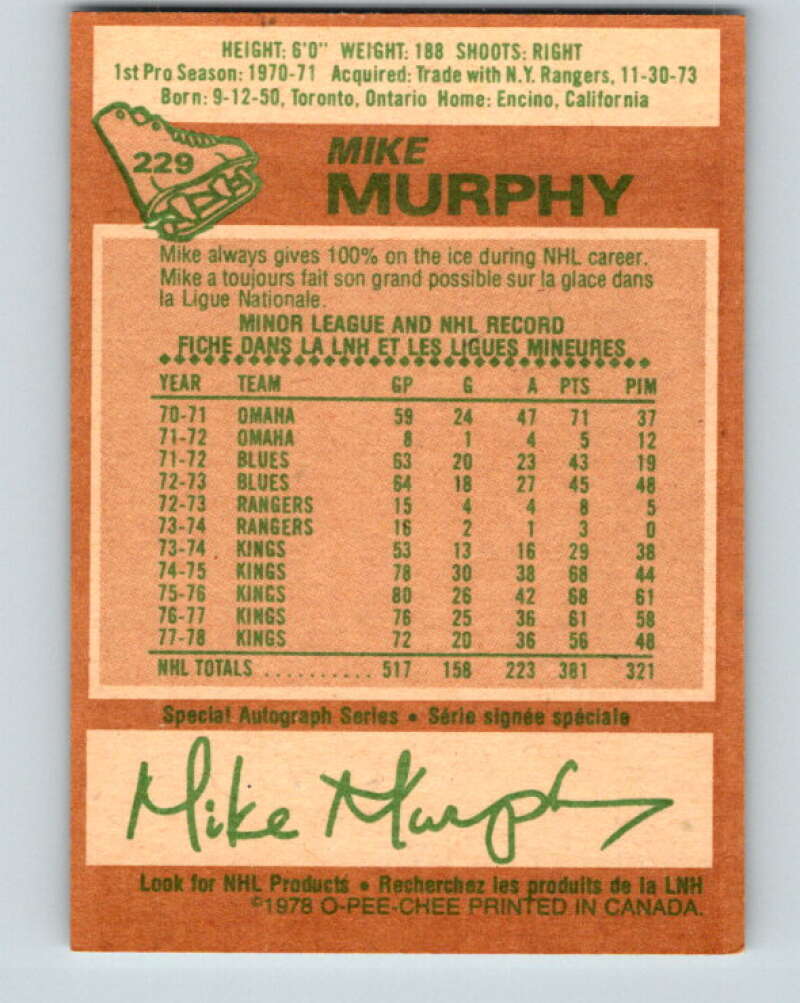 HEIGHT: 6'0" WEIGHT: 188 SHOOTS: RIGHT
1st Pro Season: 1970-71 Acquired: Trade with N.Y. Rangers, 11-30-73
Born: 9-12-50, Toronto, Ontario Home: Encino, California
229
MIKE
MURPHY
Mike always gives 100% on the ice during NHL career.
Mike a toujours fait son grand possible sur la glace dans
la Ligue Nationale.
MINOR LEAGUE AND NHL RECORD
FICHE DANS LA LNH ET LES LIGUES MINEURES
YEAR TEAM GP G A PTS PIM
70-71 OMAHA 59 24 47 71 37
71-72 OMAHA 8 1 4 5 12
71-72 BLUES 63 20 23 43 19
72-73 BLUES 64 18 27 45 48
72-73 RANGERS 15 4 4 8 5
73-74 RANGERS 16 2 1 3 0
73-74 KINGS 53 13 16 29 38
74-75 KINGS 78 30 38 68 44
75-76 KINGS 80 26 42 68 61
76-77 KINGS 76 25 36 61 58
77-78 KINGS 72 20 36 56 48
NHL TOTALS .......... 517 158 223 381 321
Special Autograph Series • Série signée spéciale
Mike Murphy
Look for NHL Products • Recherchez les produits de la LNH
©1978 O-PEE-CHEE PRINTED IN CANADA.